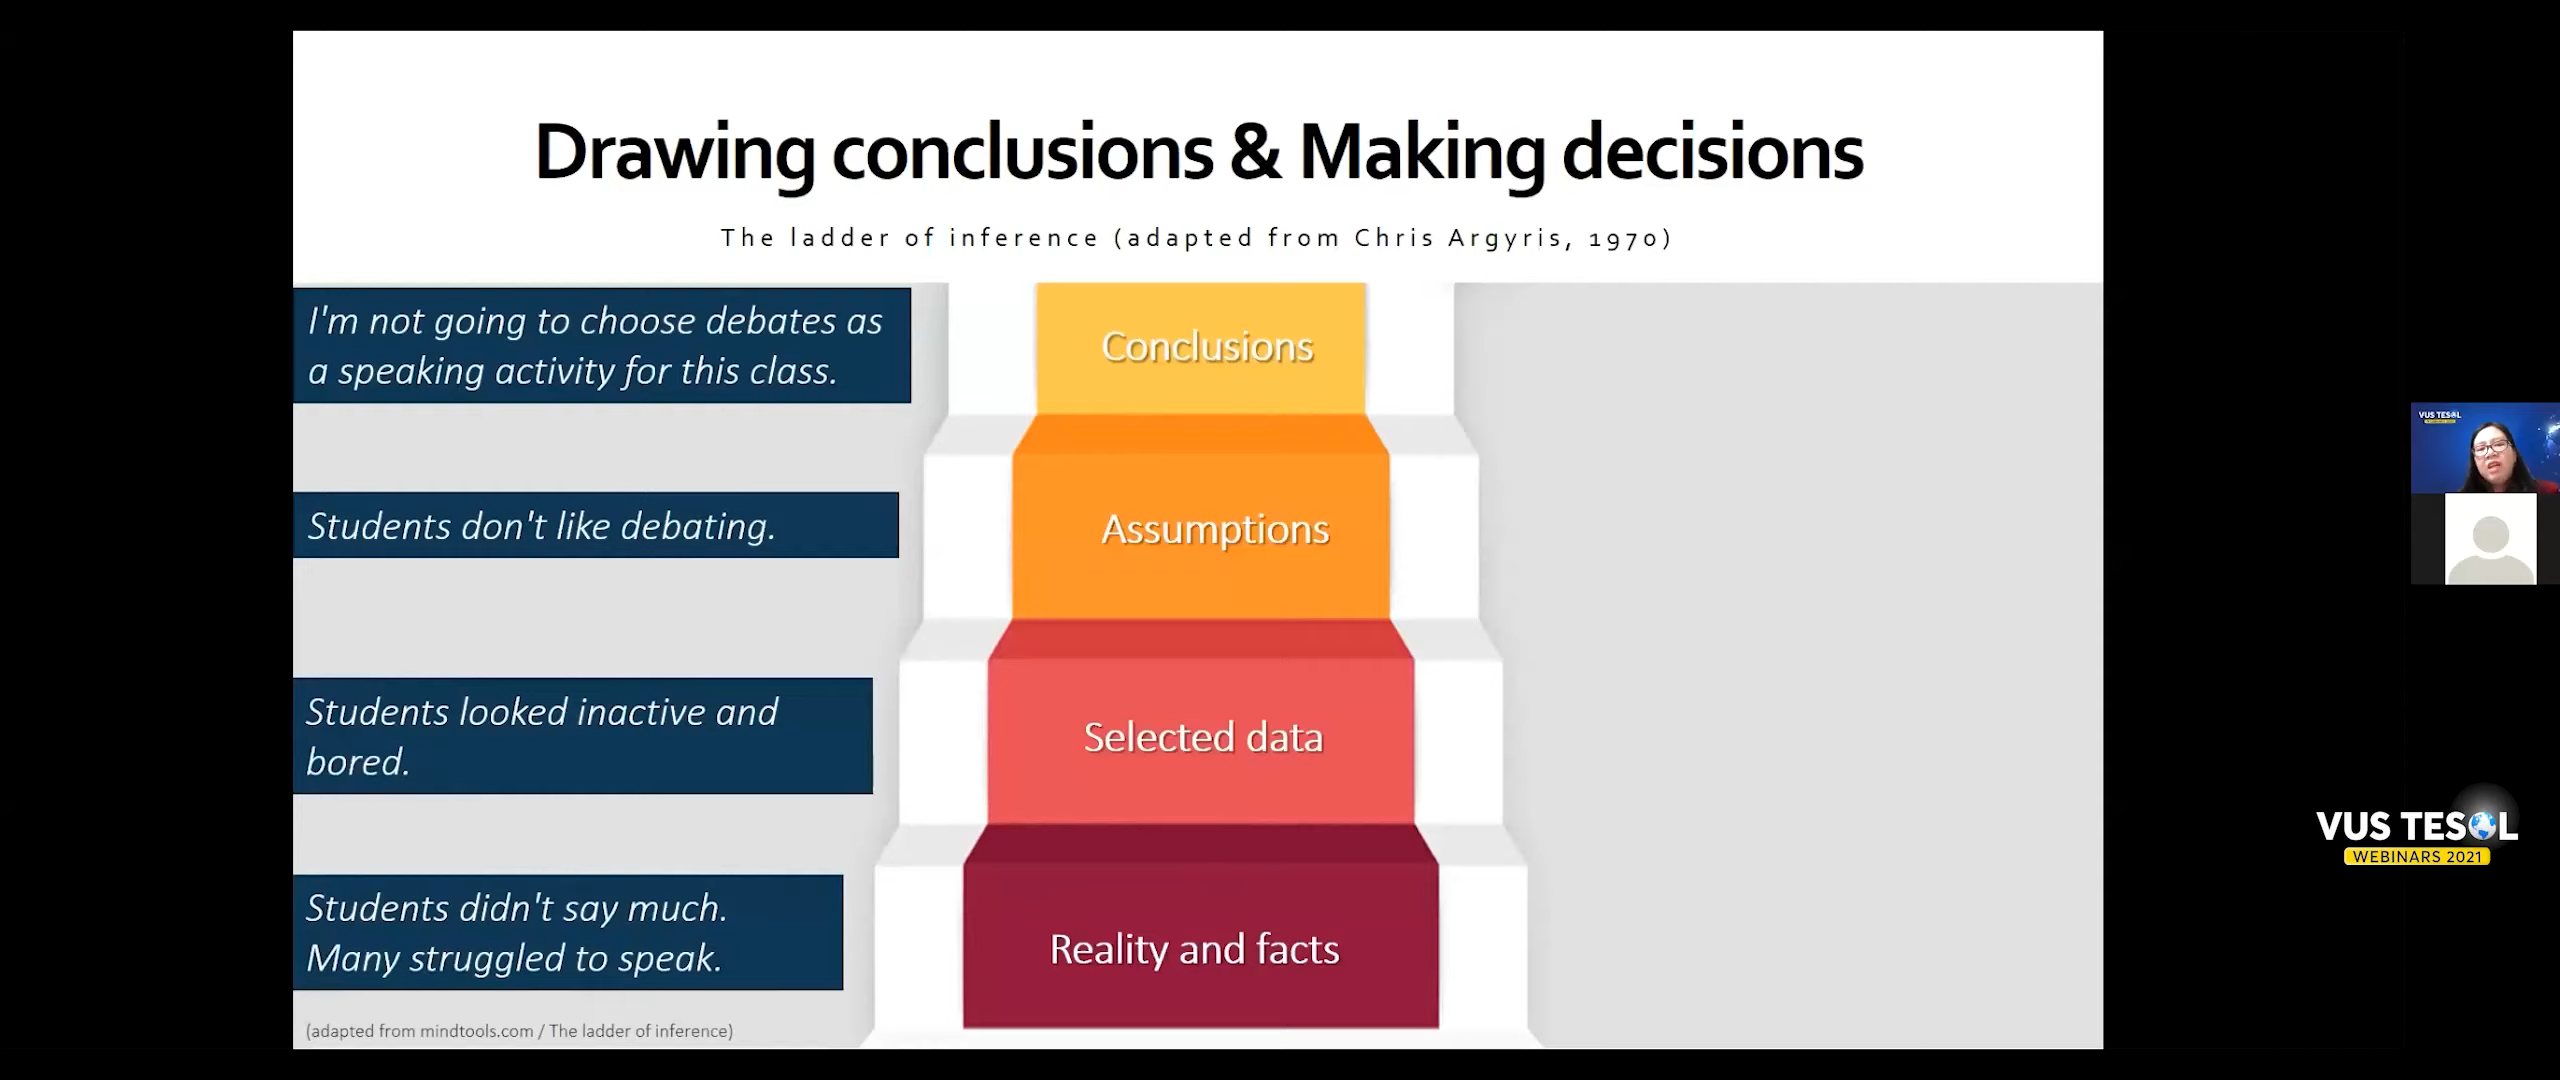 Drawing conclusions & Making decisions
The ladder of inference (adapted from Chris Argyris, 1970)
I'm not going to choose debates as
a speaking activity for this class.
Conclusions
Students don't like debating.
Assumptions
Students looked inactive and
bored.
Selected data
Students didn't say much.
Many struggled to speak.
Reality and facts
(adapted from mindtools.com / The ladder of inference)
VUS TESOL
VUS TESOL
WEBINARS 2021